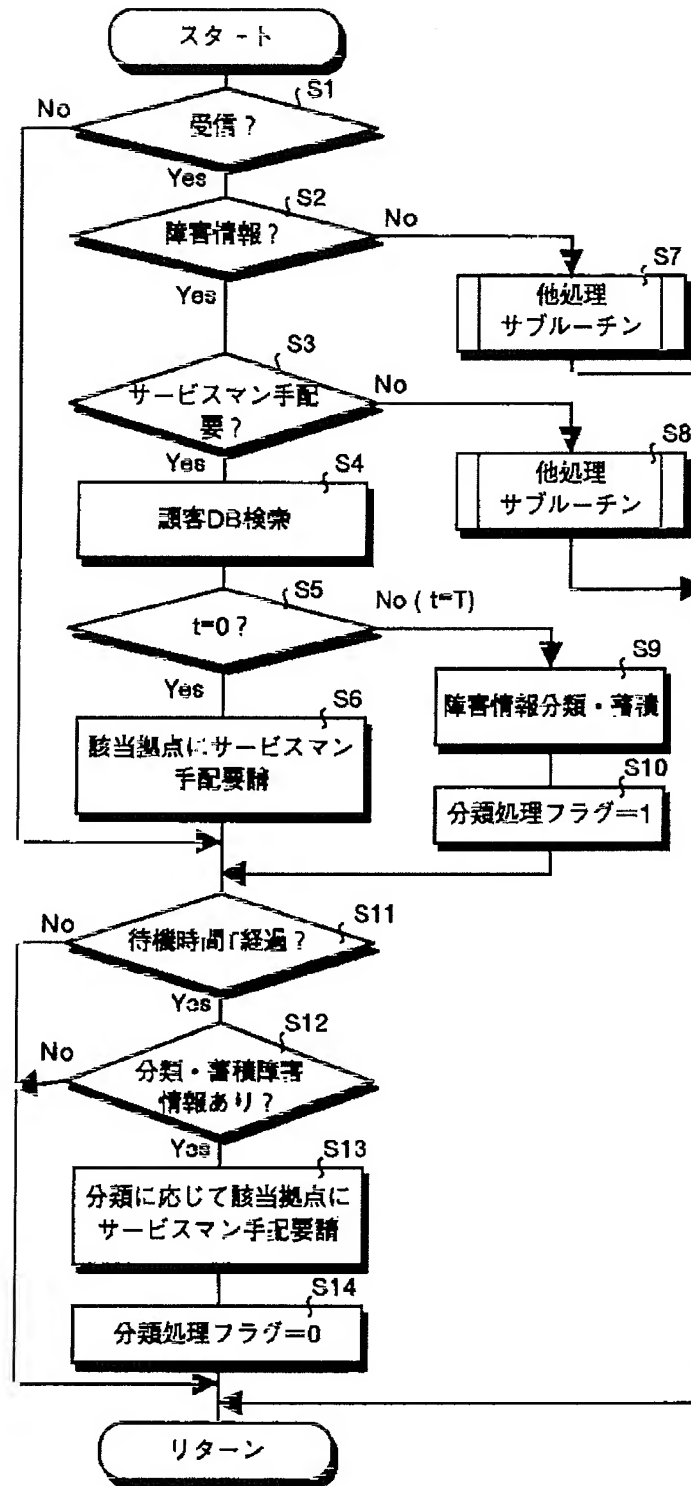 スタート
S1
No
受信？
Yes
S2
障害情報？
No
Yes
S7
他処理
サブルーチン
S3
サービスマン手配
要？
No
Yes
S8
他処理
サブルーチン
S4
顧客DB検索
S5
t=0？
No ( t=T)
Yes
S9
障害情報分類・蓄積
S6
該当拠点にサービスマン
手配要請
S10
分類処理フラグ＝1
S11
No
待機時間T経過？
Yes
S12
No
分類・蓄積障害
情報あり？
Yes
S13
分類に応じて該当拠点に
サービスマン手配要請
S14
分類処理フラグ＝0
リターン